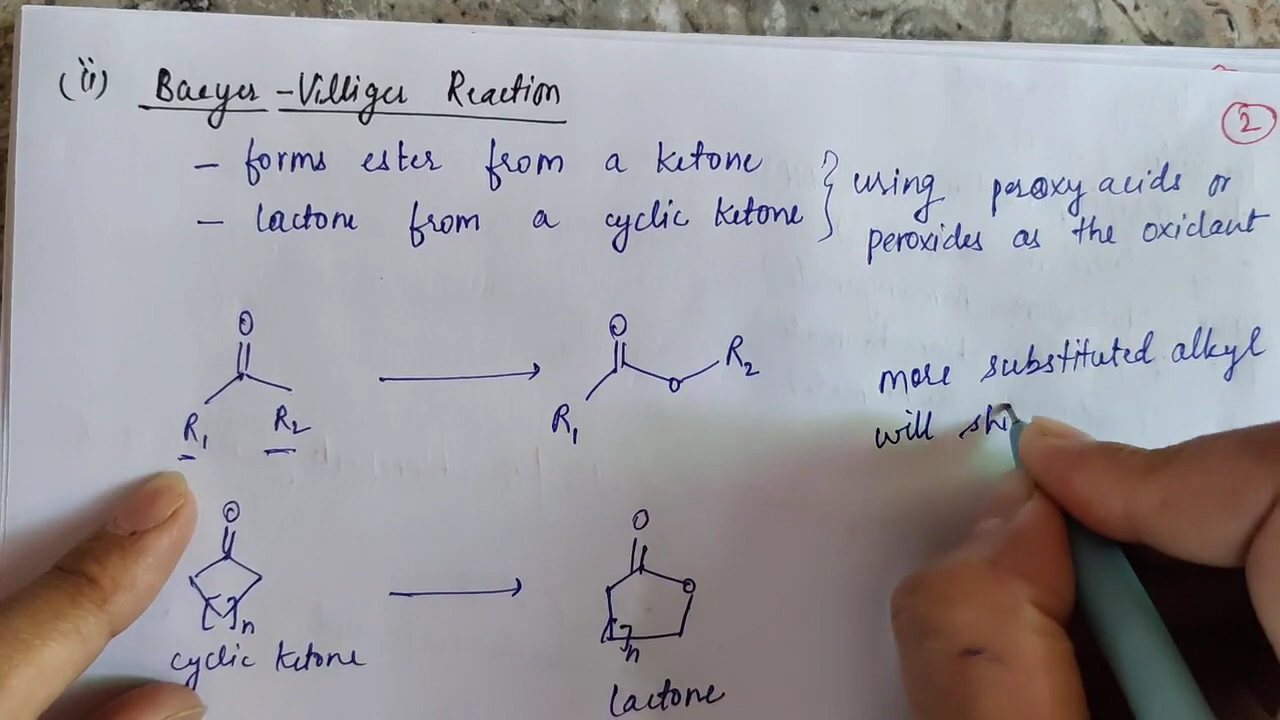 (ii) Baeyer-Villiger Reaction
2
- forms ester from a ketone
- lactone from a cyclic ketone
} using peroxy acids or
peroxides as the oxidant
O
R1 R2
O
R1 O R2
more substituted alkyl
will shi
O
[ ]n
cyclic ketone
O
O
[ ]n
lactone